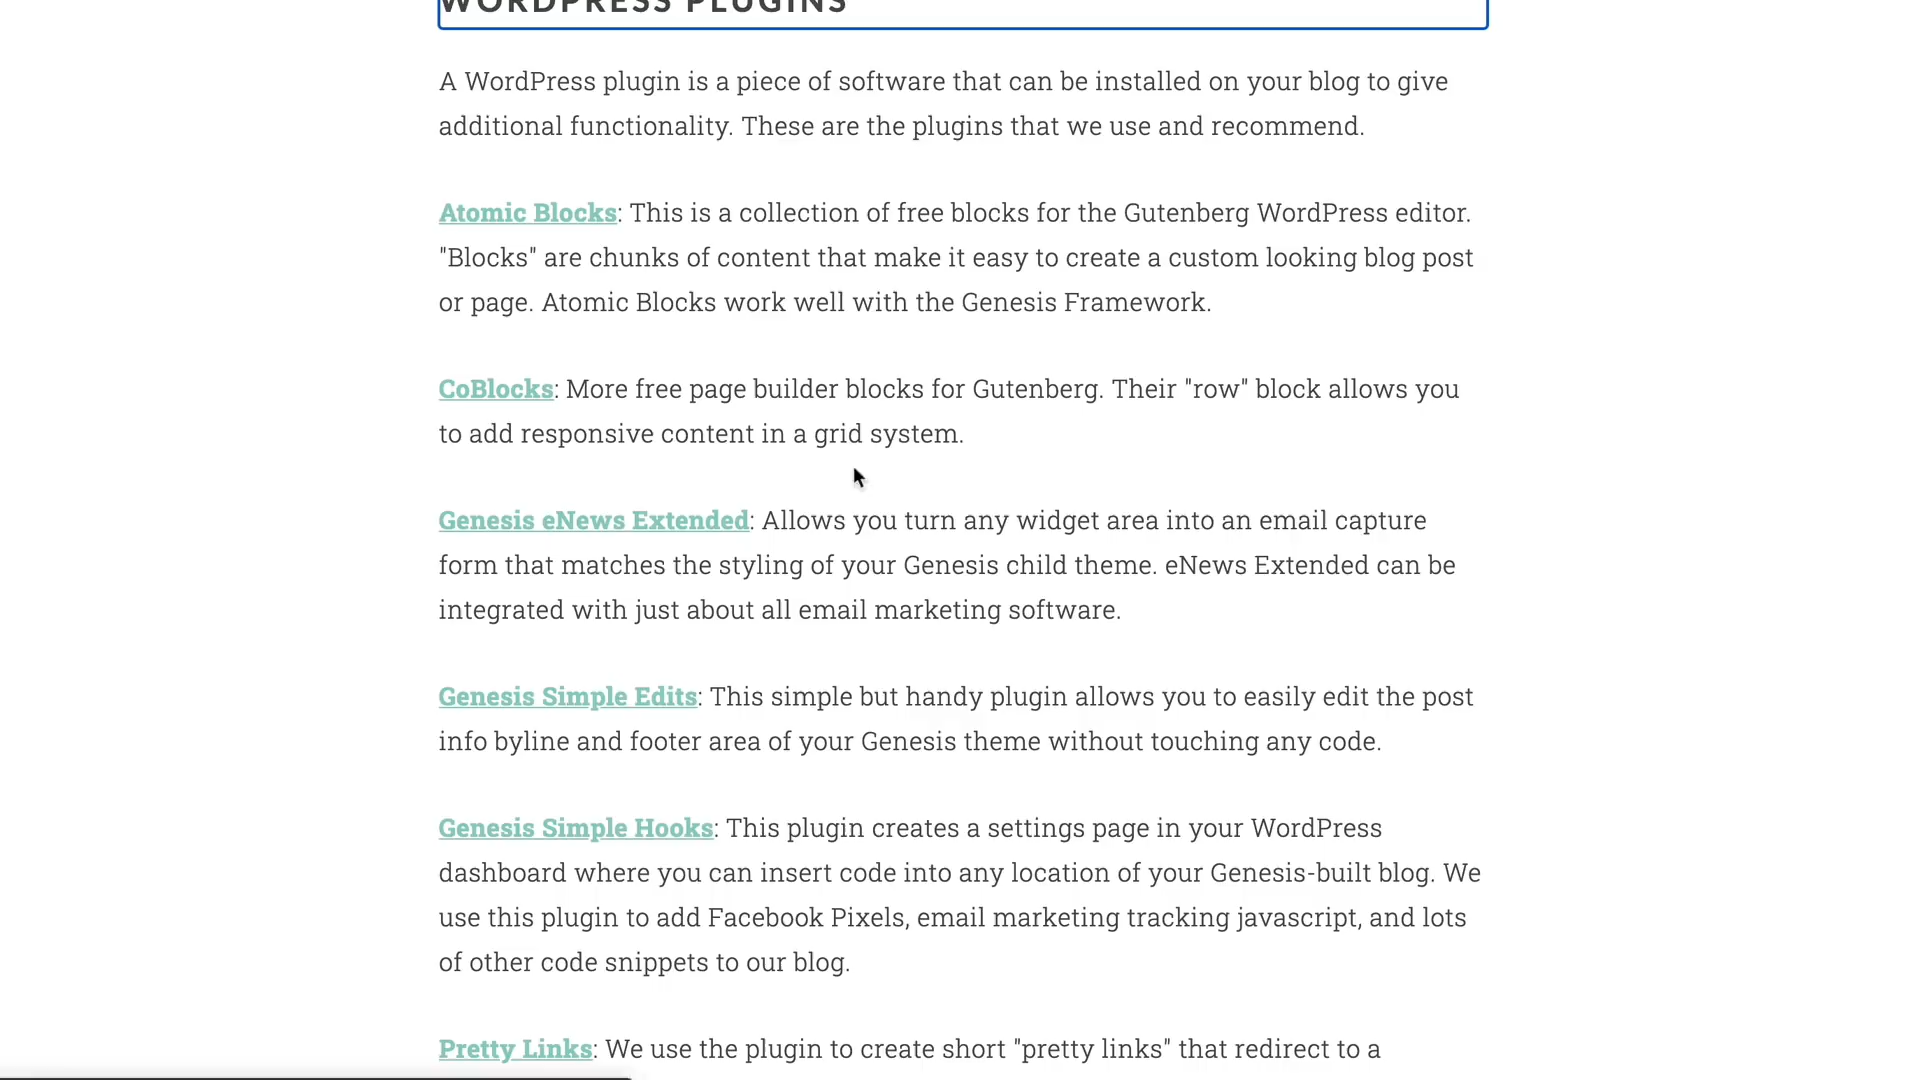 WORDPRESS PLUGINS
A WordPress plugin is a piece of software that can be installed on your blog to give
additional functionality. These are the plugins that we use and recommend.
Atomic Blocks: This is a collection of free blocks for the Gutenberg WordPress editor.
"Blocks" are chunks of content that make it easy to create a custom looking blog post
or page. Atomic Blocks work well with the Genesis Framework.
CoBlocks: More free page builder blocks for Gutenberg. Their "row" block allows you
to add responsive content in a grid system.
Genesis eNews Extended: Allows you turn any widget area into an email capture
form that matches the styling of your Genesis child theme. eNews Extended can be
integrated with just about all email marketing software.
Genesis Simple Edits: This simple but handy plugin allows you to easily edit the post
info byline and footer area of your Genesis theme without touching any code.
Genesis Simple Hooks: This plugin creates a settings page in your WordPress
dashboard where you can insert code into any location of your Genesis-built blog. We
use this plugin to add Facebook Pixels, email marketing tracking javascript, and lots
of other code snippets to our blog.
Pretty Links: We use the plugin to create short "pretty links" that redirect to a